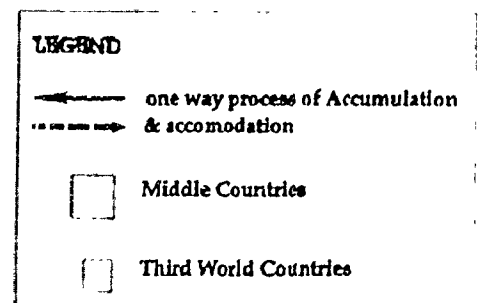 LEGEND
one way process of Accumulation
& accomodation
Middle Countries
Third World Countries